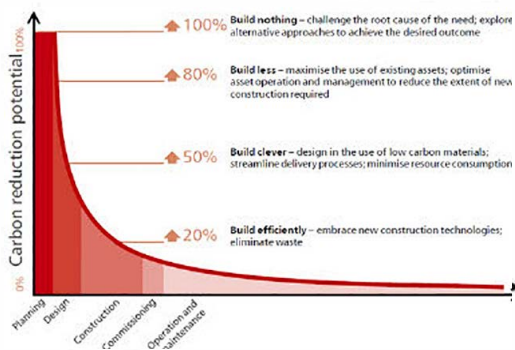 Carbon reduction potential
100%
0%
100%
Build nothing – challenge the root cause of the need; explore
alternative approaches to achieve the desired outcome
80%
Build less – maximise the use of existing assets; optimise
asset operation and management to reduce the extent of new
construction required
50%
Build clever – design in the use of low carbon materials;
streamline delivery processes; minimise resource consumption
20%
Build efficiently – embrace new construction technologies;
eliminate waste
Planning
Design
Construction
Commissioning
Operation and
maintenance